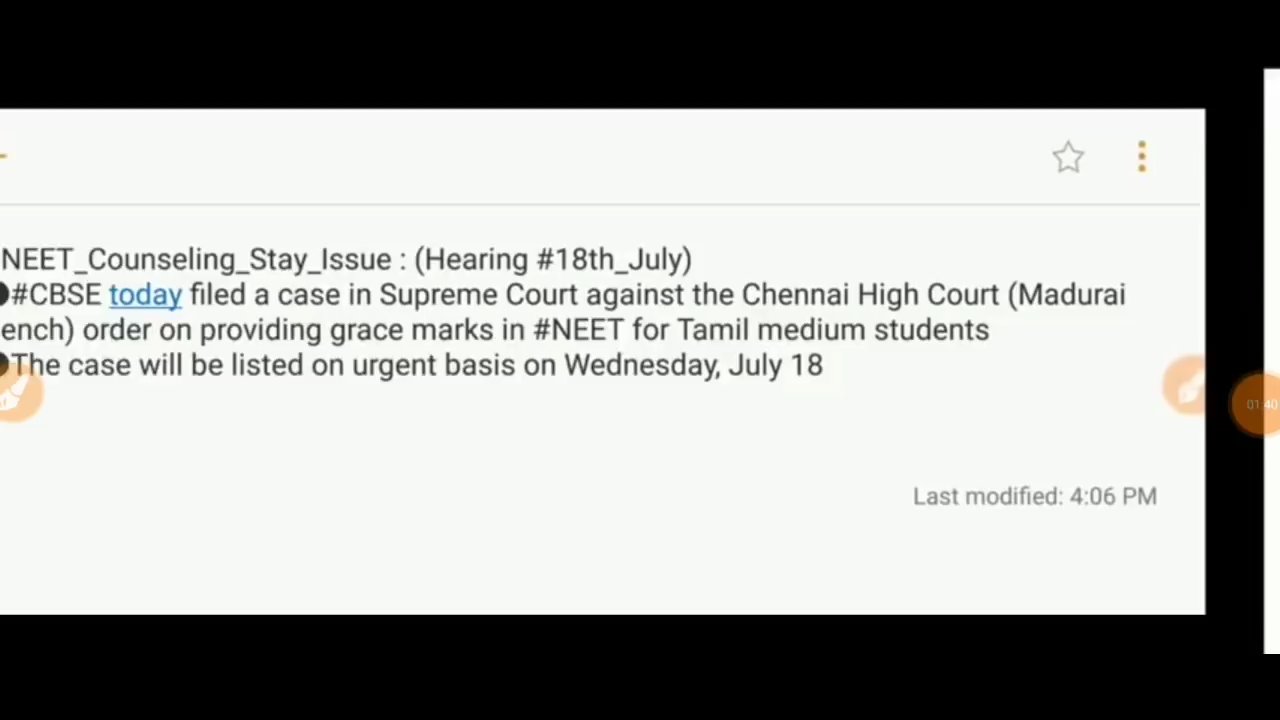 NEET_Counseling_Stay_Issue : (Hearing #18th_July)
●#CBSE today filed a case in Supreme Court against the Chennai High Court (Madurai
ench) order on providing grace marks in #NEET for Tamil medium students
●The case will be listed on urgent basis on Wednesday, July 18
01:40
Last modified: 4:06 PM